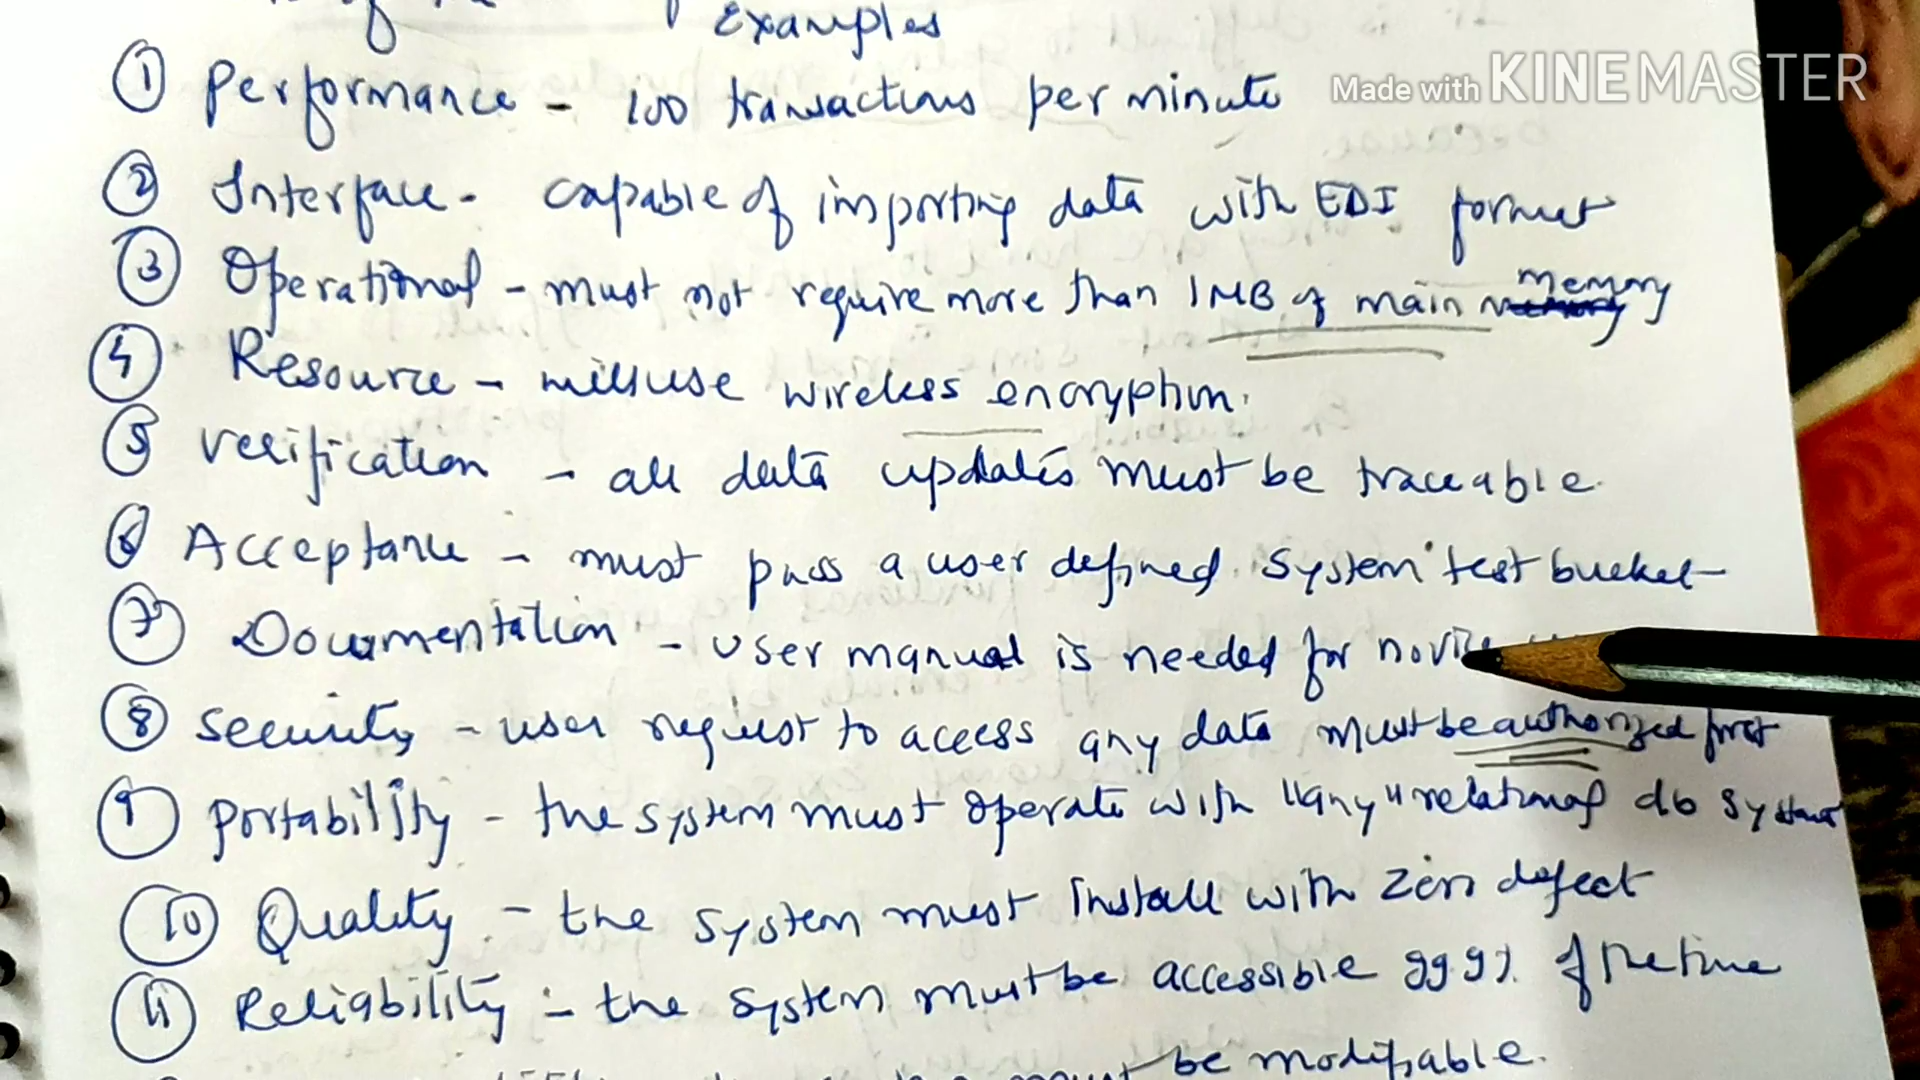 Examples
Made with KINEMASTER
① Performance - 100 transactions per minute
② Interface - capable of importing data with EDI format
③ Operational - must not require more than 1MB of main memory
④ Resource - wireless encryption.
⑤ Verification - all data updates must be traceable.
⑥ Acceptance - must pass a user defined system test bucket
⑦ Documentation - user manual is needed for
⑧ Security - user request to access any data must be authorized first
⑨ Portability - the system must operate with "any" relational db system
⑩ Quality - the system must install with zero defect
⑪ Reliability - the system must be accessible 99.9% of the time
must be modifiable.